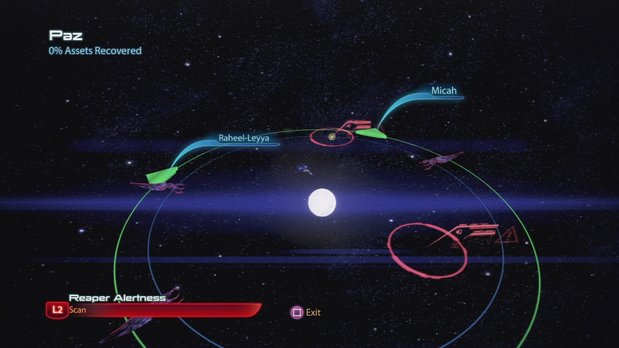 Paz
0% Assets Recovered
Micah
Raheel-Leyya
Reaper Alertness
L2 Scan
Exit